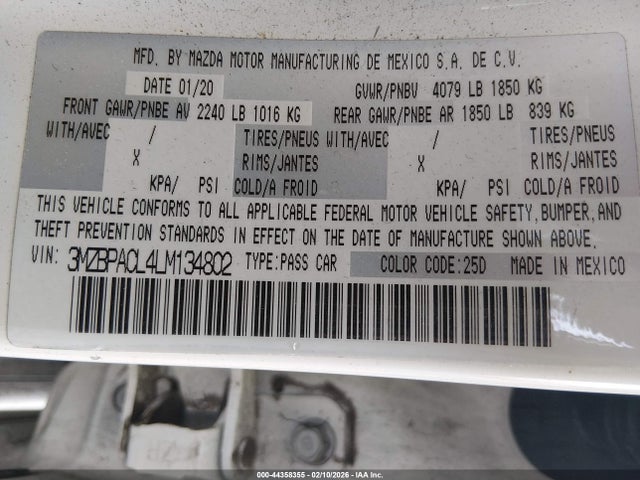 MFD. BY MAZDA MOTOR MANUFACTURING DE MEXICO S.A. DE C.V.
DATE 01/20 GVWR/PNBV 4079 LB 1850 KG
FRONT GAWR/PNBE AV 2240 LB 1016 KG REAR GAWR/PNBE AR 1850 LB 839 KG
WITH/AVEC / TIRES/PNEUS WITH/AVEC / TIRES/PNEUS
X RIMS/JANTES X RIMS/JANTES
KPA/ PSI COLD/A FROID KPA/ PSI COLD/A FROID
THIS VEHICLE CONFORMS TO ALL APPLICABLE FEDERAL MOTOR VEHICLE SAFETY, BUMPER, AND
THEFT PREVENTION STANDARDS IN EFFECT ON THE DATE OF MANUFACTURE SHOWN ABOVE.
VIN: 3MZBPACL4LM134802 TYPE:PASS CAR COLOR CODE:25D MADE IN MEXICO
000-44358355 - 02/10/2026 - IAA Inc.